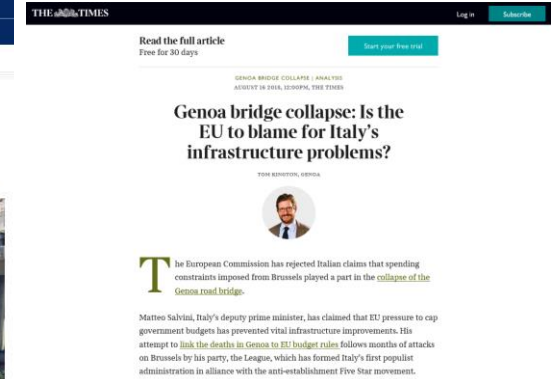 THE TIMES
Log in
Subscribe
Read the full article
Free for 30 days
Start your free trial
GENOA BRIDGE COLLAPSE | ANALYSIS
AUGUST 16 2018, 12:00PM, THE TIMES
Genoa bridge collapse: Is the
EU to blame for Italy’s
infrastructure problems?
TOM KINGTON, GENOA
The European Commission has rejected Italian claims that spending
constraints imposed from Brussels played a part in the collapse of the
Genoa road bridge.
Matteo Salvini, Italy’s deputy prime minister, has claimed that EU pressure to cap
government budgets has prevented vital infrastructure improvements. His
attempt to link the deaths in Genoa to EU budget rules follows months of attacks
on Brussels by his party, the League, which has formed Italy’s first populist
administration in alliance with the anti-establishment Five Star movement.